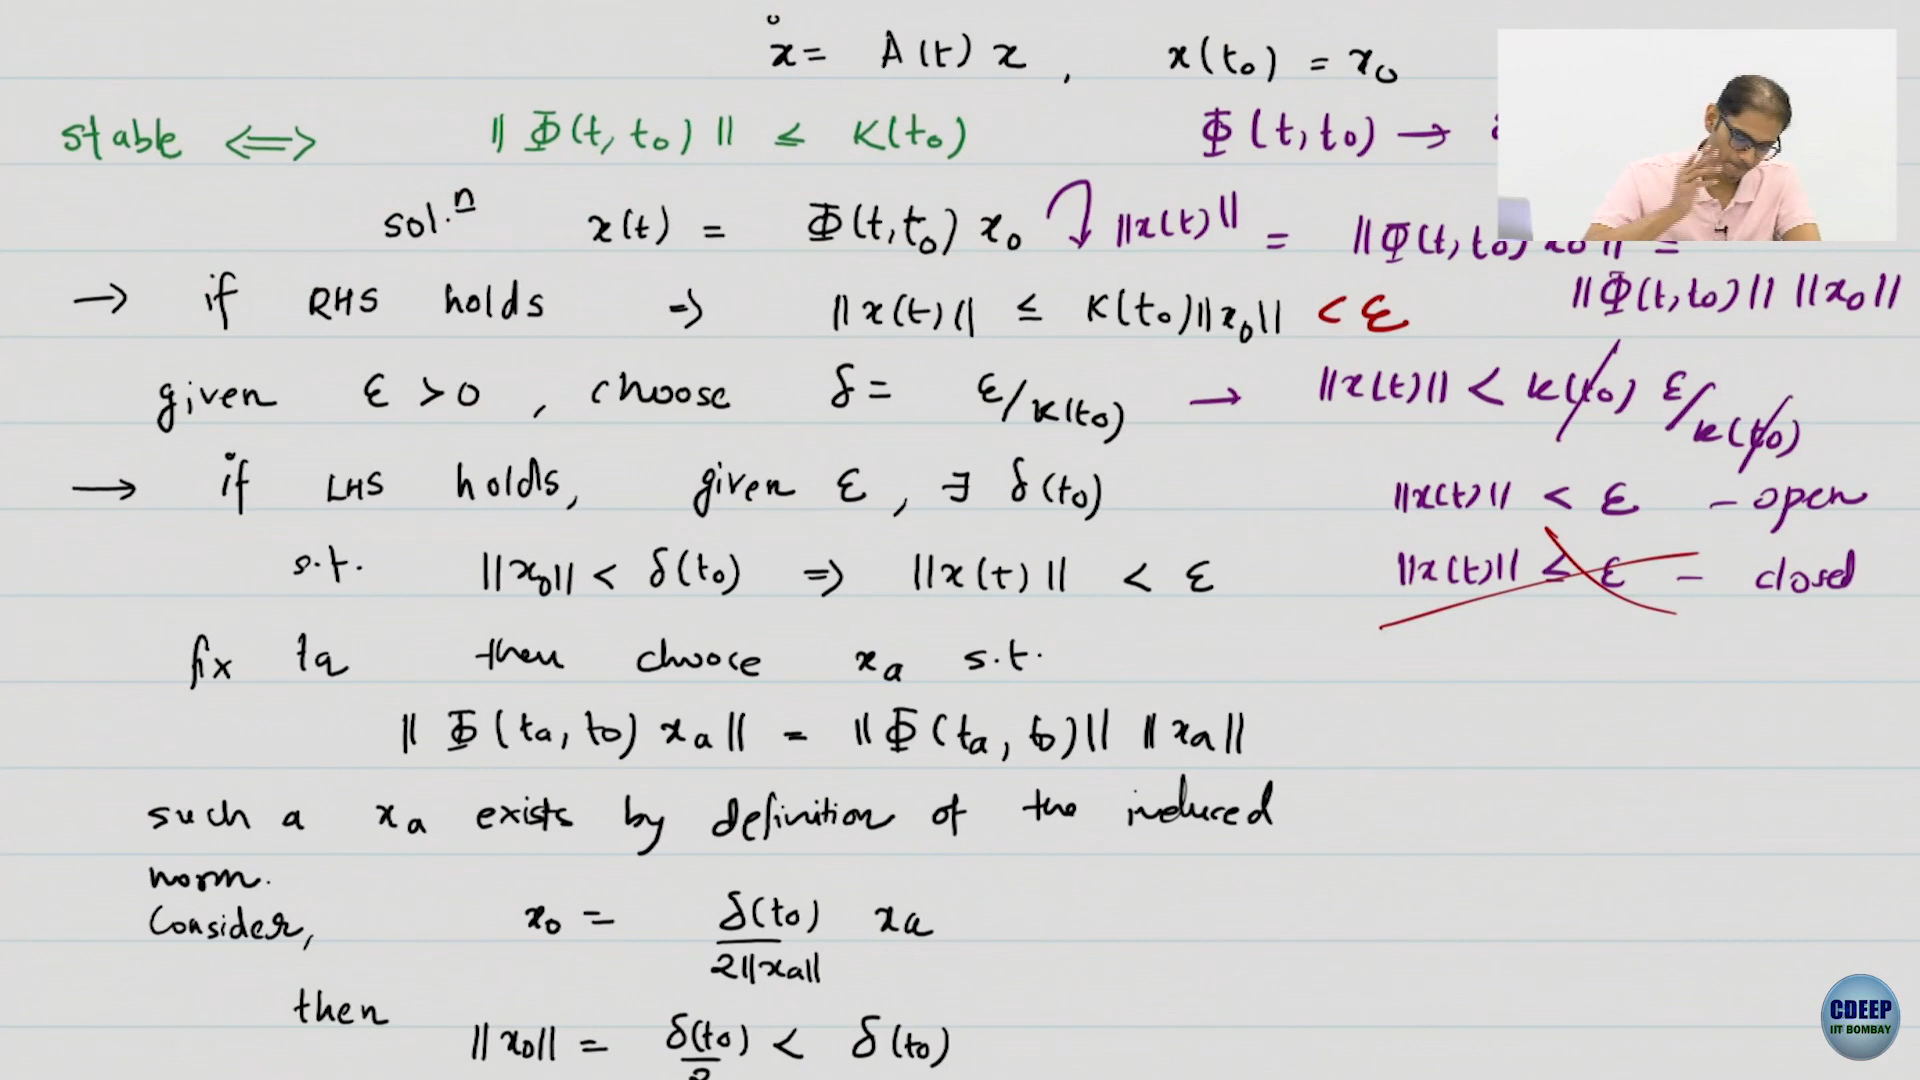 ẋ = A(t) x , x(t₀) = x₀
stable ⟺ ‖Φ(t, t₀)‖ ≤ K(t₀) Φ(t, t₀) →
sol.ⁿ x(t) = Φ(t, t₀) x₀ ‖x(t)‖ = ‖Φ(t, t₀) x₀‖ =
‖Φ(t, t₀)‖ ‖x₀‖
→ if RHS holds ⇒ ‖x(t)‖ ≤ K(t₀)‖x₀‖ < ε
given ε > 0 , choose δ = ε/K(t₀) → ‖x(t)‖ < K(t₀) ε/K(t₀)
→ if LHS holds, given ε , ∃ δ(t₀) ‖x(t)‖ < ε – open
s.t. ‖x₀‖ < δ(t₀) ⇒ ‖x(t)‖ < ε ‖x(t)‖ ≤ ε – closed
fix ta then choose xₐ s.t.
‖Φ(ta, t₀) xₐ‖ = ‖Φ(ta, t₀)‖ ‖xₐ‖
such a xₐ exists by definition of the induced
norm.
Consider, x₀ = δ(t₀)/2‖xₐ‖ xₐ
then ‖x₀‖ = δ(t₀)/2 < δ(t₀)
CDEEP
IIT BOMBAY